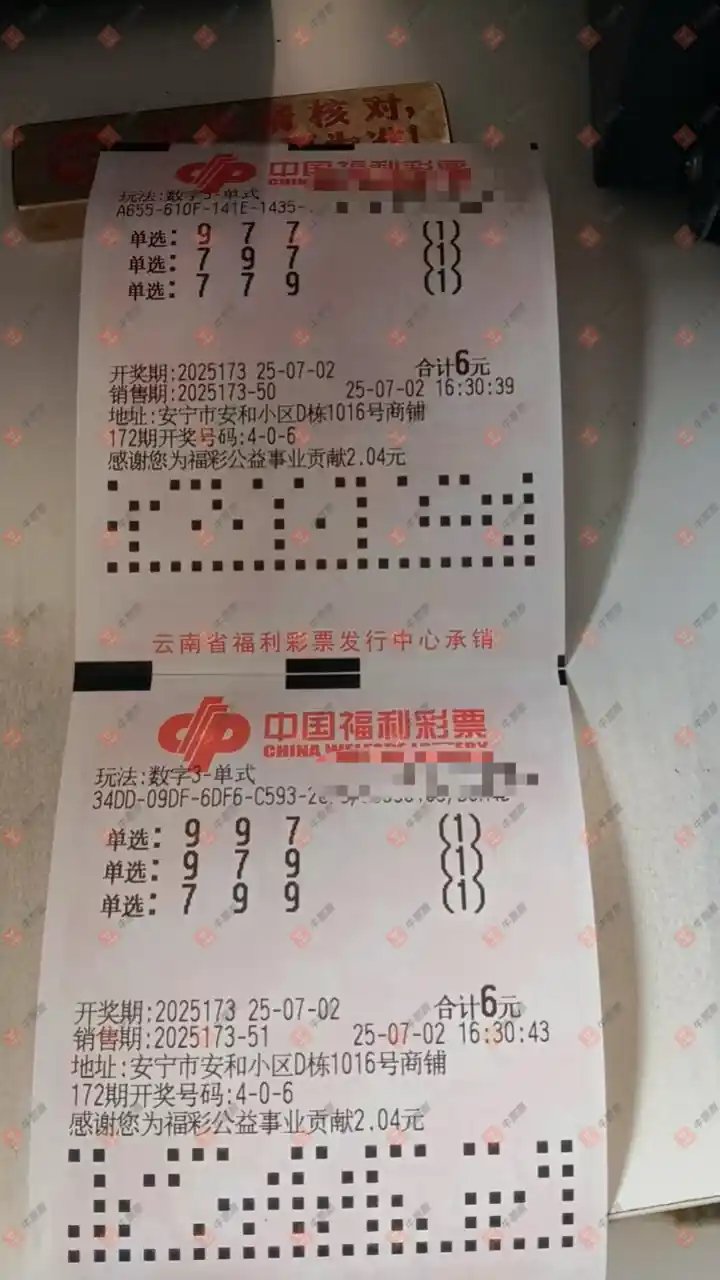 核对,
中国福利彩票
玩法:数字3-单式
A655-610F-141E-1435-
单选: 9 7 7 (1)
单选: 7 9 7 (1)
单选: 7 7 9 (1)
开奖期:2025173 25-07-02 合计6元
销售期:2025173-50 25-07-02 16:30:39
地址:安宁市安和小区D栋1016号商铺
172期开奖号码:4-0-6
感谢您为福彩公益事业贡献2.04元
云南省福利彩票发行中心承销
中国福利彩票
CHINA WELFARE LOTTERY
玩法:数字3-单式
34DD-09DF-6DF6-C593-
单选: 9 9 7 (1)
单选: 9 7 9 (1)
单选: 7 9 9 (1)
开奖期:2025173 25-07-02 合计6元
销售期:2025173-51 25-07-02 16:30:43
地址:安宁市安和小区D栋1016号商铺
172期开奖号码:4-0-6
感谢您为福彩公益事业贡献2.04元